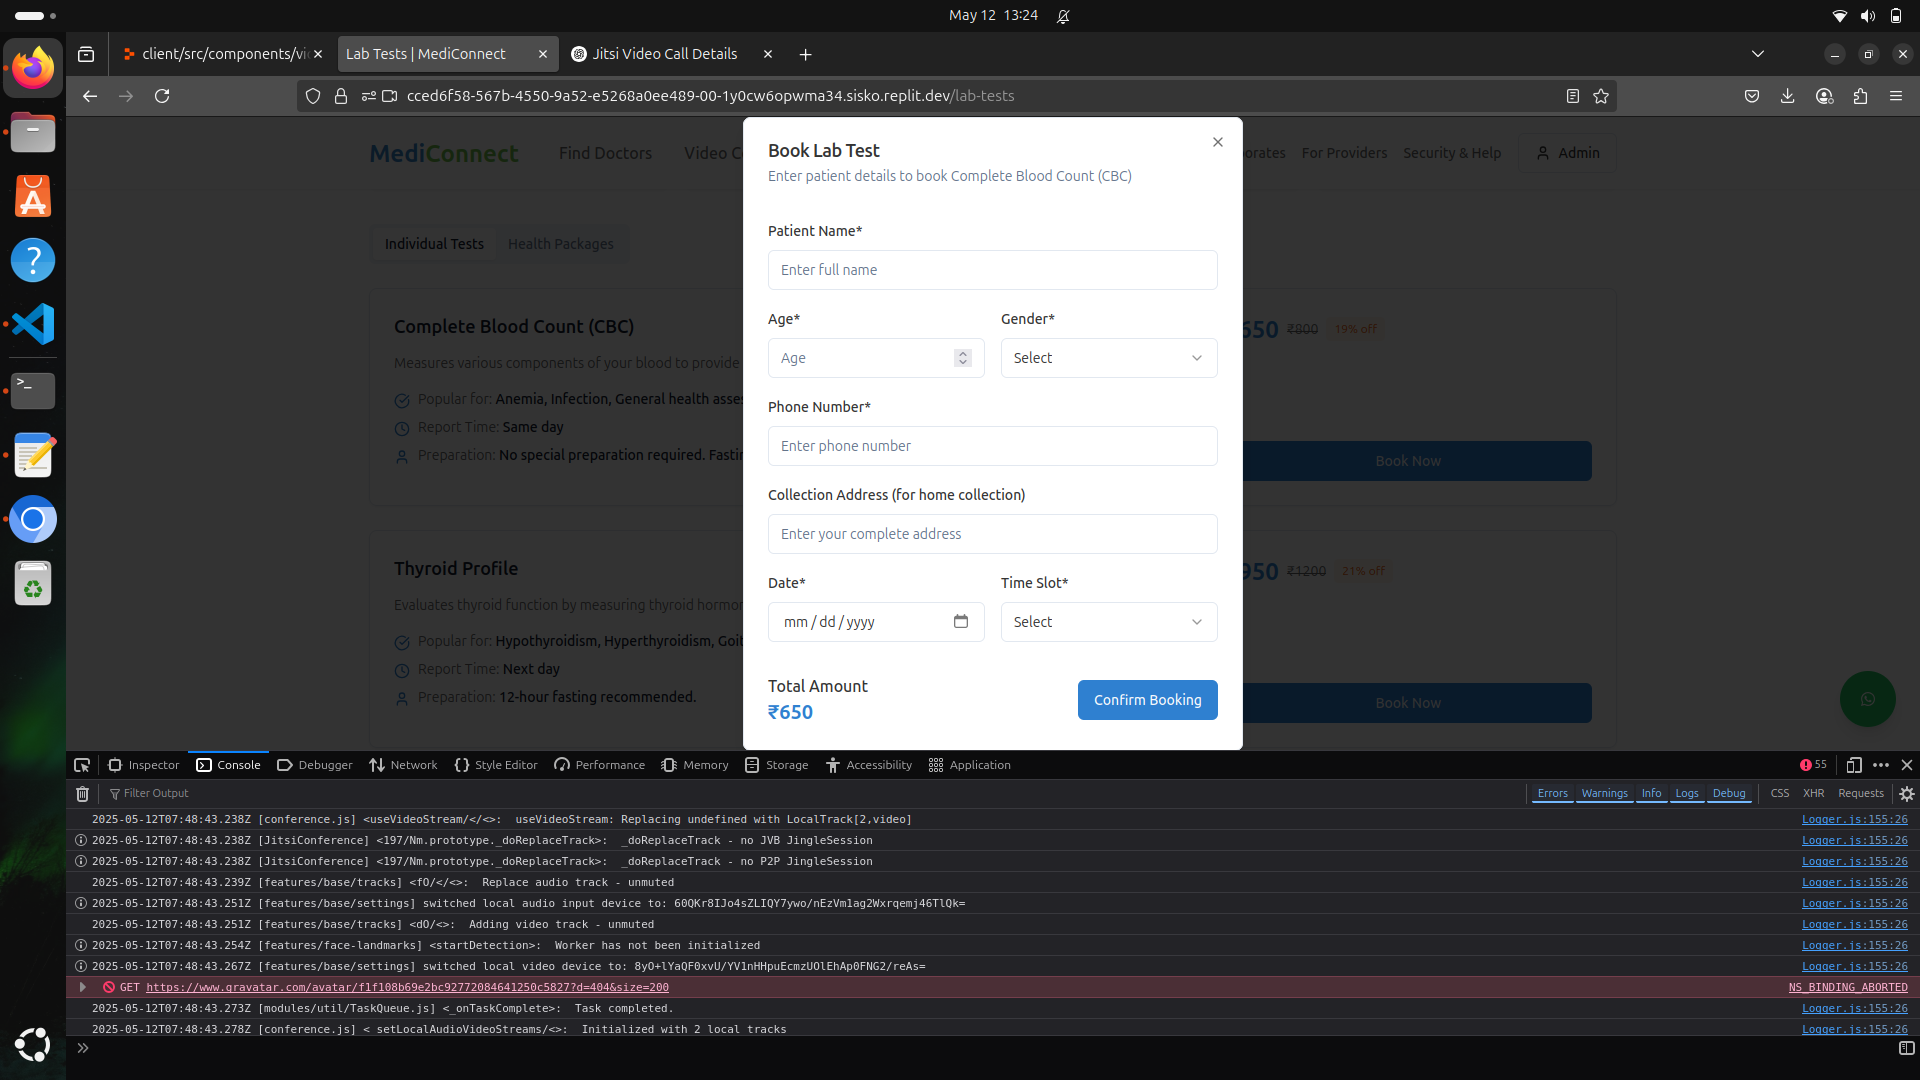 May 12 13:24
client/src/components/vi
Lab Tests | MediConnect
Jitsi Video Call Details
cced6f58-567b-4550-9a52-e5268a0ee489-00-1y0cw6opwma34.sisko.replit.dev/lab-tests
MediConnect
Find Doctors
Video C
orates
For Providers
Security & Help
Admin
Individual Tests
Health Packages
Complete Blood Count (CBC)
Measures various components of your blood to provide
Popular for: Anemia, Infection, General health asse
Report Time: Same day
Preparation: No special preparation required. Fastin
650 ₹800 19% off
Book Now
Thyroid Profile
Evaluates thyroid function by measuring thyroid hormon
Popular for: Hypothyroidism, Hyperthyroidism, Goit
Report Time: Next day
Preparation: 12-hour fasting recommended.
950 ₹1200 21% off
Book Now
Book Lab Test
Enter patient details to book Complete Blood Count (CBC)
Patient Name*
Enter full name
Age* Gender*
Age Select
Phone Number*
Enter phone number
Collection Address (for home collection)
Enter your complete address
Date* Time Slot*
mm / dd / yyyy Select
Total Amount
₹650
Confirm Booking
Inspector Console Debugger Network Style Editor Performance Memory Storage Accessibility Application 55
Filter Output Errors Warnings Info Logs Debug CSS XHR Requests
2025-05-12T07:48:43.238Z [conference.js] <useVideoStream/</<>: useVideoStream: Replacing undefined with LocalTrack[2,video] Logger.js:155:26
2025-05-12T07:48:43.238Z [JitsiConference] <197/Nm.prototype._doReplaceTrack>: _doReplaceTrack - no JVB JingleSession Logger.js:155:26
2025-05-12T07:48:43.238Z [JitsiConference] <197/Nm.prototype._doReplaceTrack>: _doReplaceTrack - no P2P JingleSession Logger.js:155:26
2025-05-12T07:48:43.239Z [features/base/tracks] <fO/</<>: Replace audio track - unmuted Logger.js:155:26
2025-05-12T07:48:43.251Z [features/base/settings] switched local audio input device to: 60QKr8IJo4sZLIQY7ywo/nEzVm1ag2Wxrqemj46TlQk= Logger.js:155:26
2025-05-12T07:48:43.251Z [features/base/tracks] <dO/<>: Adding video track - unmuted Logger.js:155:26
2025-05-12T07:48:43.254Z [features/face-landmarks] <startDetection>: Worker has not been initialized Logger.js:155:26
2025-05-12T07:48:43.267Z [features/base/settings] switched local video device to: 8yO+lYaQF0xvU/YV1nHHpuEcmzUOlEhAp0FNG2/reAs= Logger.js:155:26
GET https://www.gravatar.com/avatar/f1f108b69e2bc92772084641250c5827?d=404&size=200 NS_BINDING_ABORTED
2025-05-12T07:48:43.273Z [modules/util/TaskQueue.js] <_onTaskComplete>: Task completed. Logger.js:155:26
2025-05-12T07:48:43.278Z [conference.js] <_setLocalAudioVideoStreams/<>: Initialized with 2 local tracks Logger.js:155:26